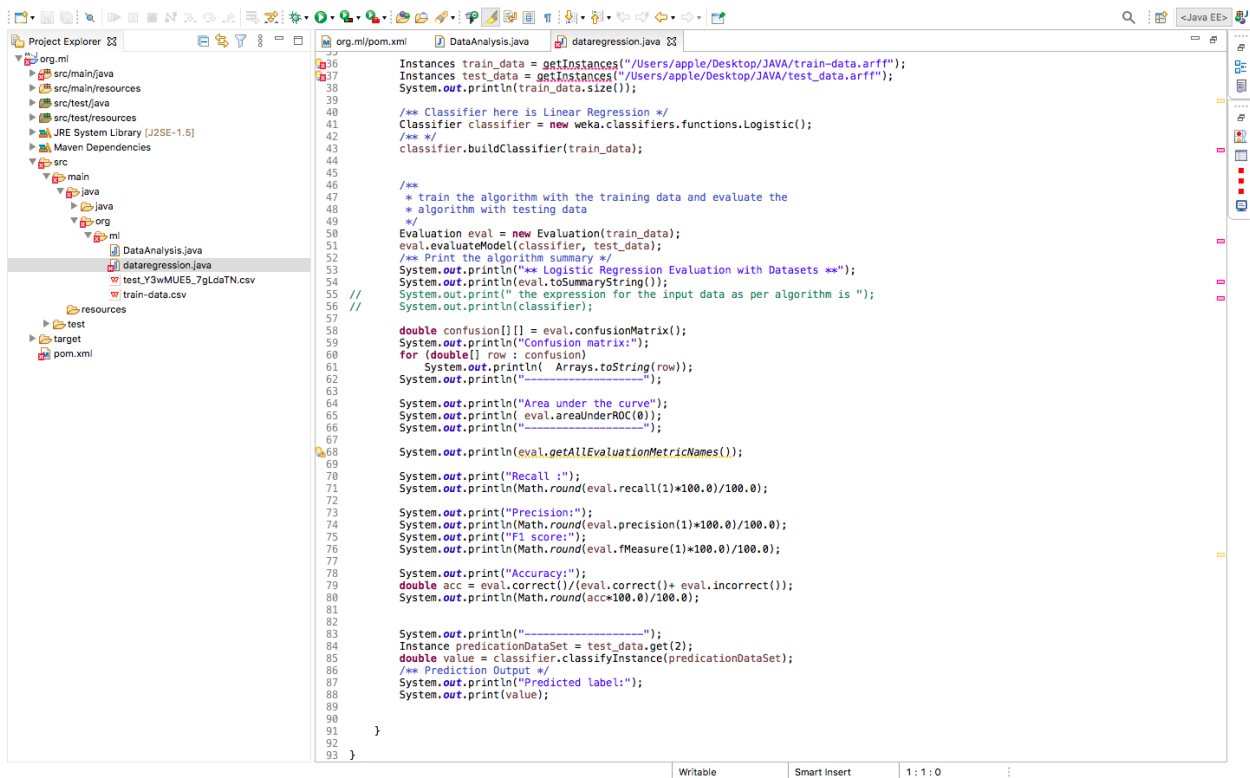 <Java EE>
Project Explorer
org.ml
src/main/java
src/main/resources
src/test/java
src/test/resources
JRE System Library [J2SE-1.5]
Maven Dependencies
src
main
java
java
org
ml
DataAnalysis.java
dataregression.java
test_Y3wMUE5_7gLdaTN.csv
train-data.csv
resources
test
target
pom.xml
org.ml/pom.xml
DataAnalysis.java
dataregression.java
35
36 Instances train_data = getInstances("/Users/apple/Desktop/JAVA/train-data.arff");
37 Instances test_data = getInstances("/Users/apple/Desktop/JAVA/test_data.arff");
38 System.out.println(train_data.size());
39
40 /** Classifier here is Linear Regression */
41 Classifier classifier = new weka.classifiers.functions.Logistic();
42 /** */
43 classifier.buildClassifier(train_data);
44
45
46 /**
47 * train the algorithm with the training data and evaluate the
48 * algorithm with testing data
49 */
50 Evaluation eval = new Evaluation(train_data);
51 eval.evaluateModel(classifier, test_data);
52 /** Print the algorithm summary */
53 System.out.println("** Logistic Regression Evaluation with Datasets **");
54 System.out.println(eval.toSummaryString());
55 // System.out.print(" the expression for the input data as per algorithm is ");
56 // System.out.println(classifier);
57
58 double confusion[][] = eval.confusionMatrix();
59 System.out.println("Confusion matrix:");
60 for (double[] row : confusion)
61 System.out.println( Arrays.toString(row));
62 System.out.println("-------------------");
63
64 System.out.println("Area under the curve");
65 System.out.println( eval.areaUnderROC(0));
66 System.out.println("-------------------");
67
68 System.out.println(eval.getAllEvaluationMetricNames());
69
70 System.out.print("Recall :");
71 System.out.println(Math.round(eval.recall(1)*100.0)/100.0);
72
73 System.out.print("Precision:");
74 System.out.println(Math.round(eval.precision(1)*100.0)/100.0);
75 System.out.print("F1 score:");
76 System.out.println(Math.round(eval.fMeasure(1)*100.0)/100.0);
77
78 System.out.print("Accuracy:");
79 double acc = eval.correct()/(eval.correct()+ eval.incorrect());
80 System.out.println(Math.round(acc*100.0)/100.0);
81
82
83 System.out.println("-------------------");
84 Instance predicationDataSet = test_data.get(2);
85 double value = classifier.classifyInstance(predicationDataSet);
86 /** Prediction Output */
87 System.out.println("Predicted label:");
88 System.out.print(value);
89
90
91 }
92
93 }
Writable
Smart Insert
1 : 1 : 0